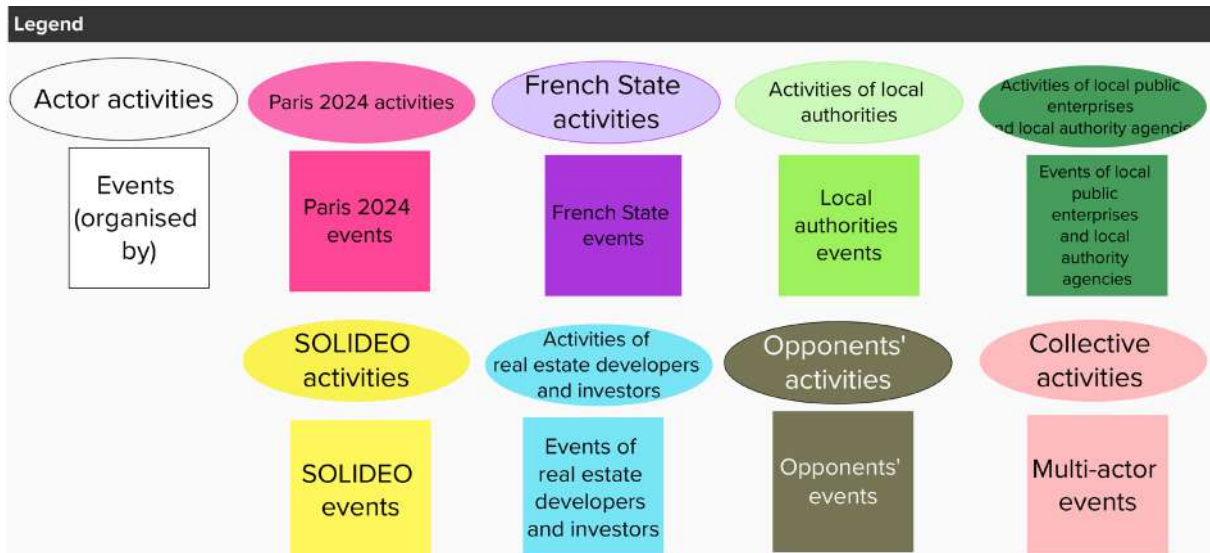 Legend
Actor activities
Paris 2024 activities
French State
activities
Activities of local
authorities
Activities of local public
enterprises
nd local authority agencie
Events
(organised
by)
Paris 2024
events
French State
events
Local
authorities
events
Events of local
public
enterprises
and local
authority
agencies
SOLIDEO
activities
Activities of
real estate developers
and investors
Opponents'
activities
Collective
activities
SOLIDEO
events
Events of
real estate
developers
and investors
Opponents'
events
Multi-actor
events